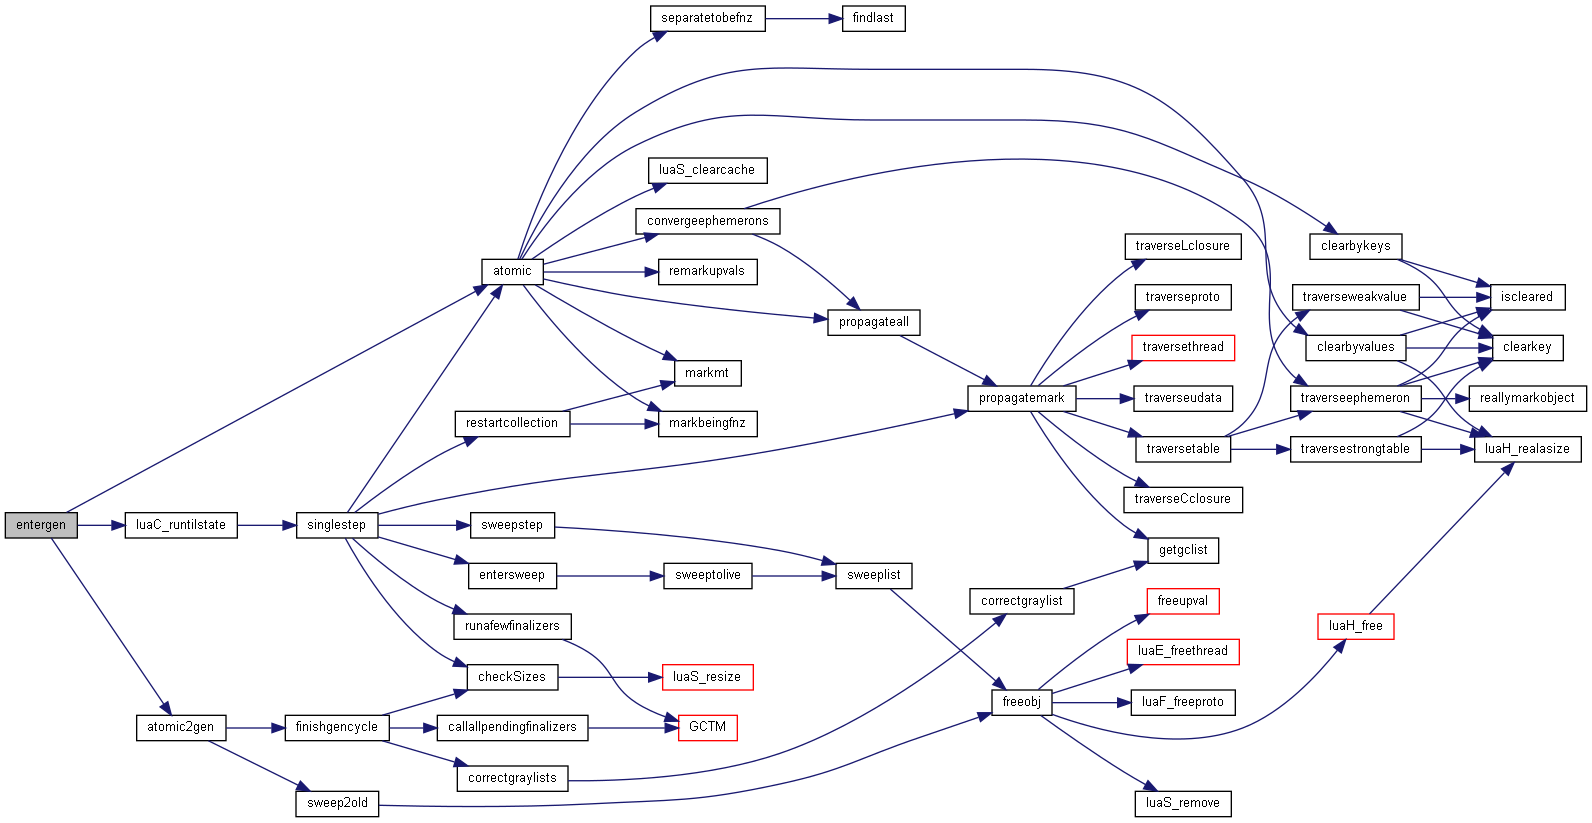 separatetobefnz
findlast
luaS_clearcache
convergeephemerons
traverseLclosure
clearbykeys
atomic
remarkupvals
traverseproto
traverseweakvalue
iscleared
propagateall
traversethread
clearbyvalues
clearkey
markmt
propagatemark
traverseudata
traverseephemeron
reallymarkobject
restartcollection
markbeingfnz
traversetable
traversestrongtable
luaH_realasize
traverseCclosure
entergen
luaC_runtilstate
singlestep
sweepstep
getgclist
entersweep
sweeptolive
sweeplist
correctgraylist
freeupval
runafewfinalizers
luaH_free
luaE_freethread
checkSizes
luaS_resize
freeobj
luaF_freeproto
atomic2gen
finishgencycle
callallpendingfinalizers
GCTM
correctgraylists
sweep2old
luaS_remove